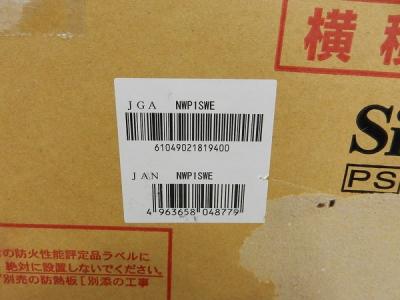 横積
JGA NWP1SWE
61049021819400
JAN NWP1SWE
4 963658 048779
Si
PS
の防火性能評定品ラベルに
絶対に設置しないでください。
別売の防熱板［別添の工事